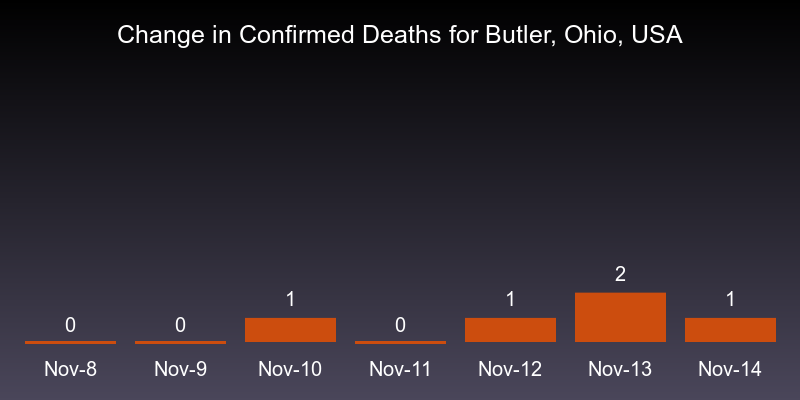 Change in Confirmed Deaths for Butler, Ohio, USA
0 0 1 0 1 2 1
Nov-8 Nov-9 Nov-10 Nov-11 Nov-12 Nov-13 Nov-14